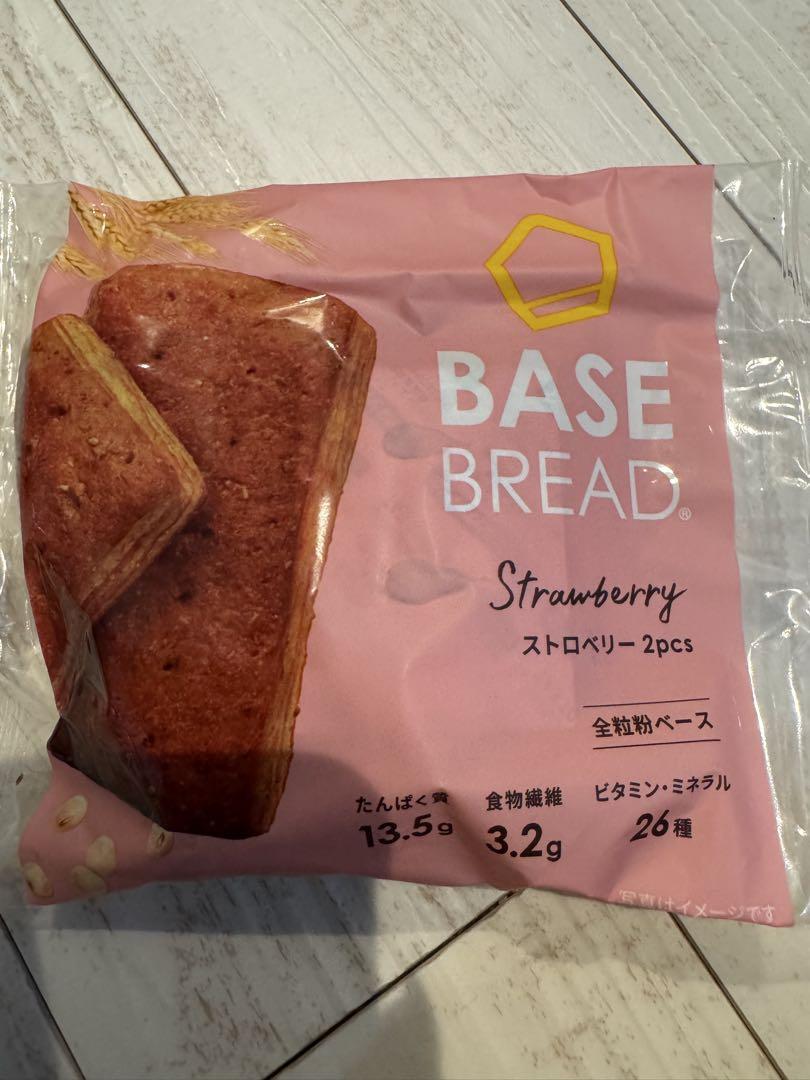 BASE
BREAD®
Strawberry
ストロベリー 2pcs
全粒粉ベース
たんぱく質
13.5g
食物繊維
3.2g
ビタミン・ミネラル
26種
写真はイメージです